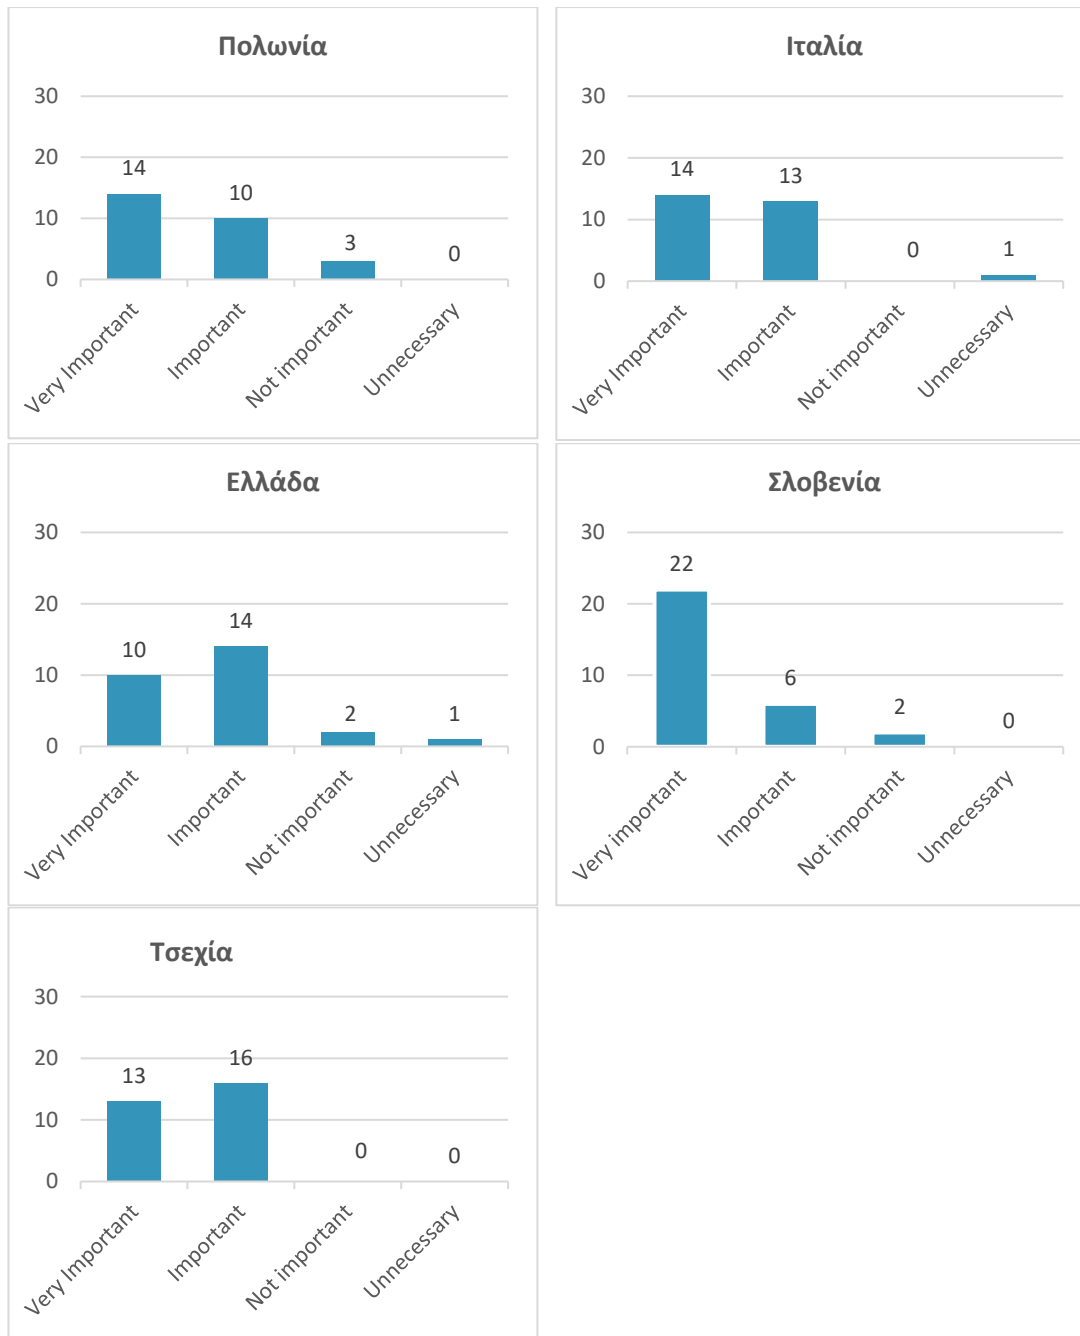 Πολωνία
30
20
10
0
14
10
3
0
Very Important
Important
Not important
Unnecessary
Ιταλία
30
20
10
0
14
13
0
1
Very Important
Important
Not important
Unnecessary
Ελλάδα
30
20
10
0
10
14
2
1
Very Important
Important
Not important
Unnecessary
Σλοβενία
30
20
10
0
22
6
2
0
Very important
Important
Not important
Unnecessary
Τσεχία
30
20
10
0
13
16
0
0
Very Important
Important
Not important
Unnecessary